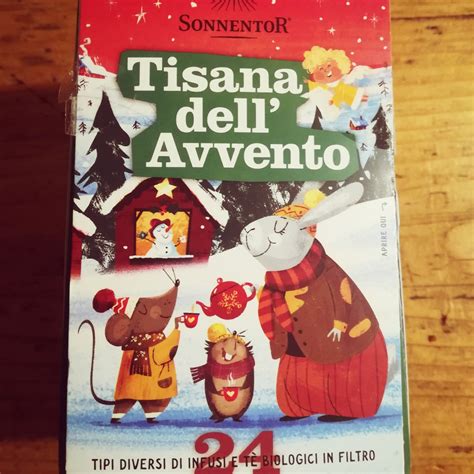 SONNENTOR®
Tisana
dell'
Avvento
APRIRE QUI
24
TIPI DIVERSI DI INFUSI E TÈ BIOLOGICI IN FILTRO